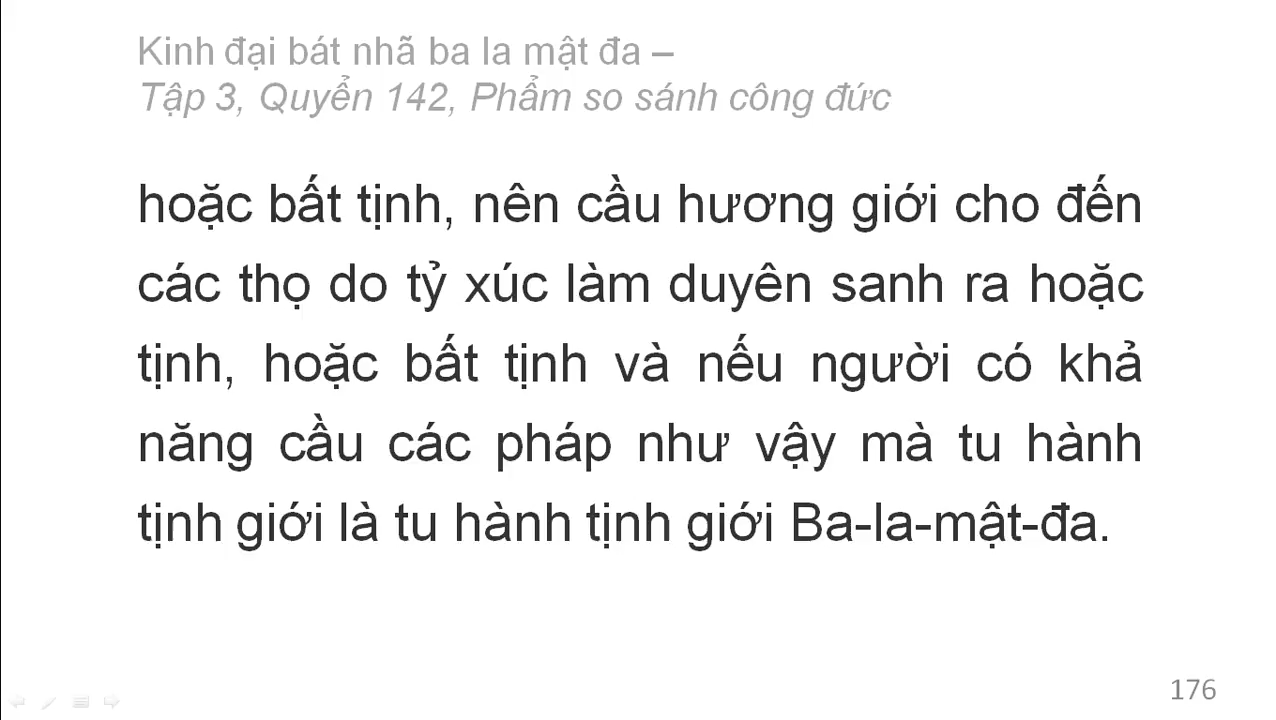 Kinh đại bát nhã ba la mật đa –
Tập 3, Quyển 142, Phẩm so sánh công đức
hoặc bất tịnh, nên cầu hương giới cho đến
các thọ do tỷ xúc làm duyên sanh ra hoặc
tịnh, hoặc bất tịnh và nếu người có khả
năng cầu các pháp như vậy mà tu hành
tịnh giới là tu hành tịnh giới Ba-la-mật-đa.
176